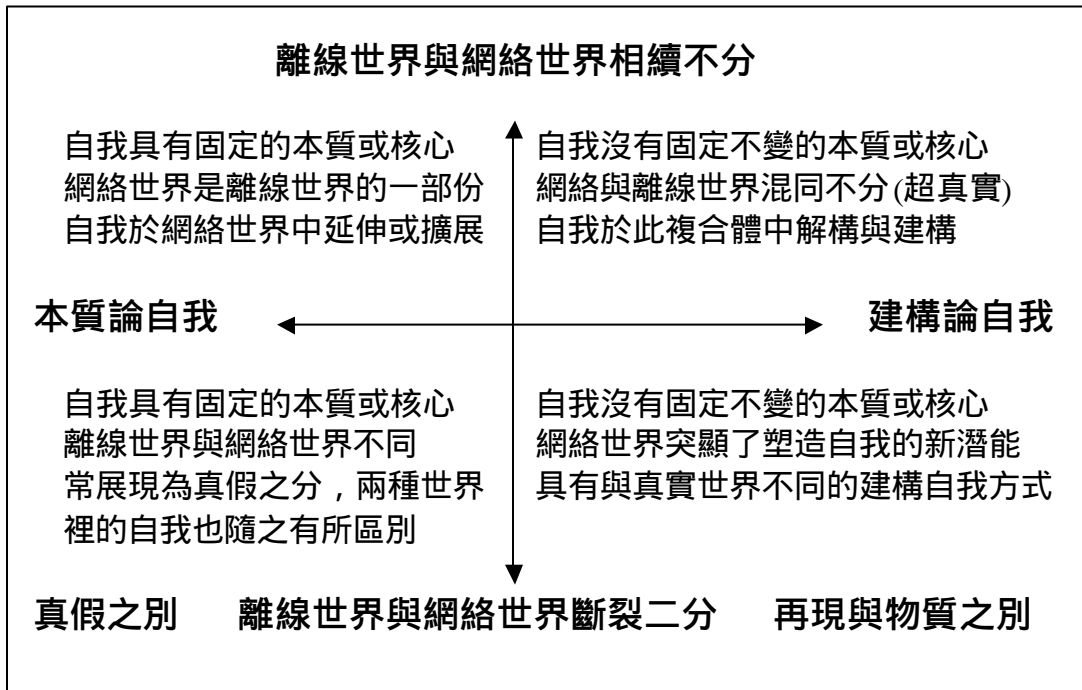 離線世界與網絡世界相續不分
自我具有固定的本質或核心
網絡世界是離線世界的一部份
自我於網絡世界中延伸或擴展
自我沒有固定不變的本質或核心
網絡與離線世界混同不分(超真實)
自我於此複合體中解構與建構
本質論自我
建構論自我
自我具有固定的本質或核心
離線世界與網絡世界不同
常展現為真假之分，兩種世界
裡的自我也隨之有所區別
自我沒有固定不變的本質或核心
網絡世界突顯了塑造自我的新潛能
具有與真實世界不同的建構自我方式
真假之別
離線世界與網絡世界斷裂二分
再現與物質之別